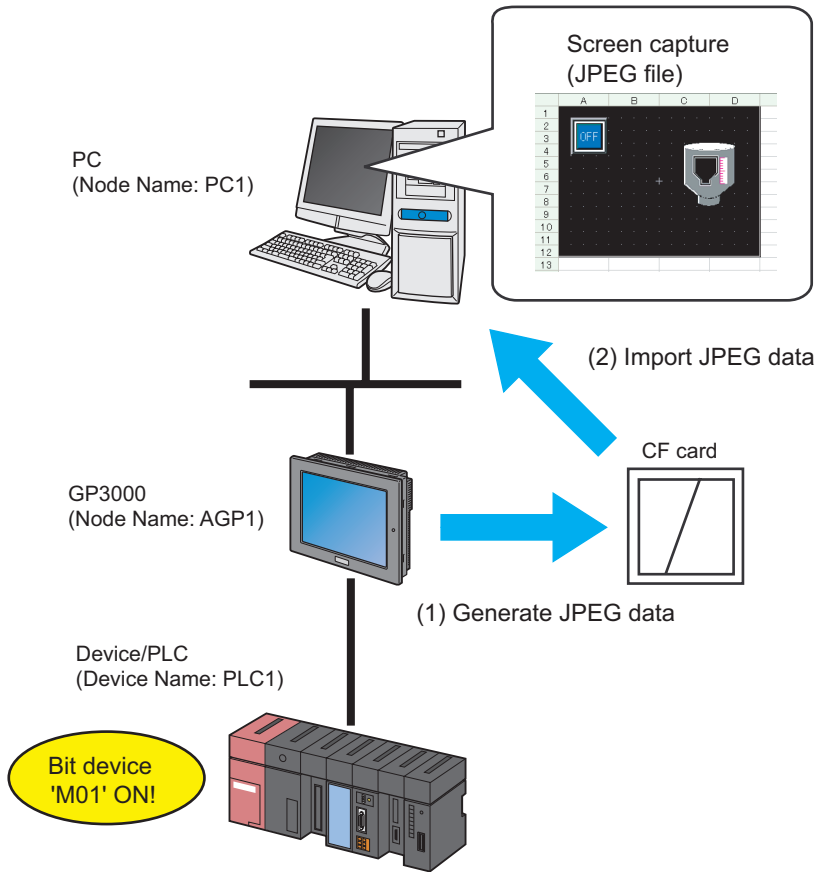 Screen capture
(JPEG file)
A B C D
1
2
3
4
5
6
7
8
9
10
11
12
13
OFF
PC
(Node Name: PC1)
(2) Import JPEG data
CF card
GP3000
(Node Name: AGP1)
(1) Generate JPEG data
Device/PLC
(Device Name: PLC1)
Bit device
'M01' ON!